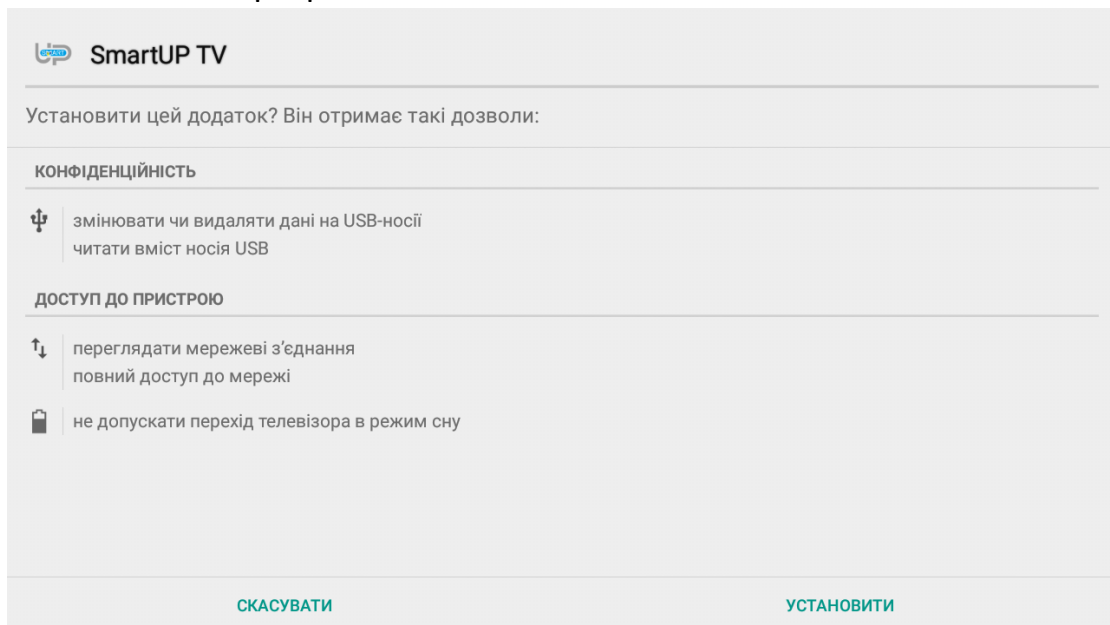 SmartUP TV
Установити цей додаток? Він отримає такі дозволи:
КОНФІДЕНЦІЙНІСТЬ
змінювати чи видаляти дані на USB-носії
читати вміст носія USB
ДОСТУП ДО ПРИСТРОЮ
переглядати мережеві з’єднання
повний доступ до мережі
не допускати перехід телевізора в режим сну
СКАСУВАТИ УСТАНОВИТИ